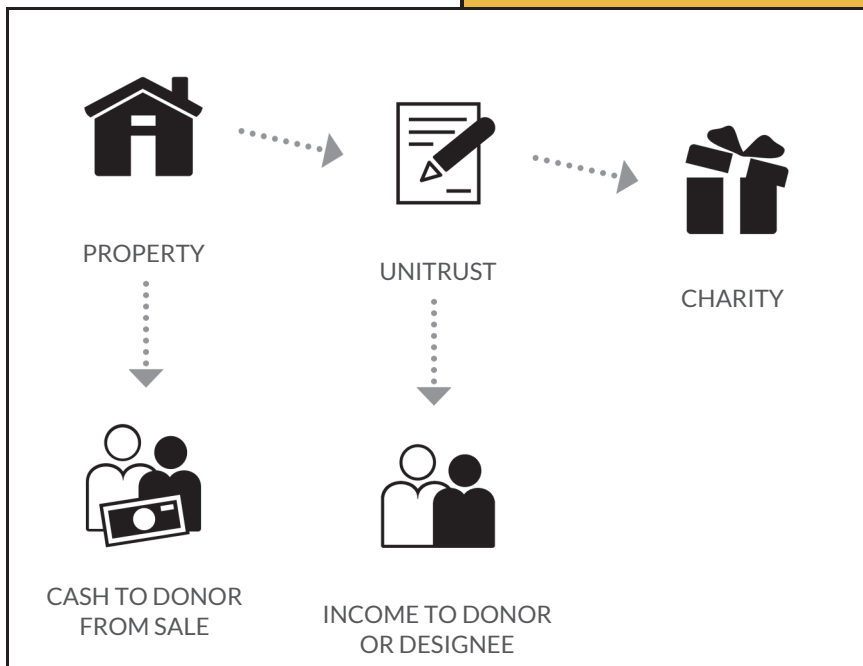 PROPERTY
UNITRUST
CHARITY
CASH TO DONOR
FROM SALE
INCOME TO DONOR
OR DESIGNEE